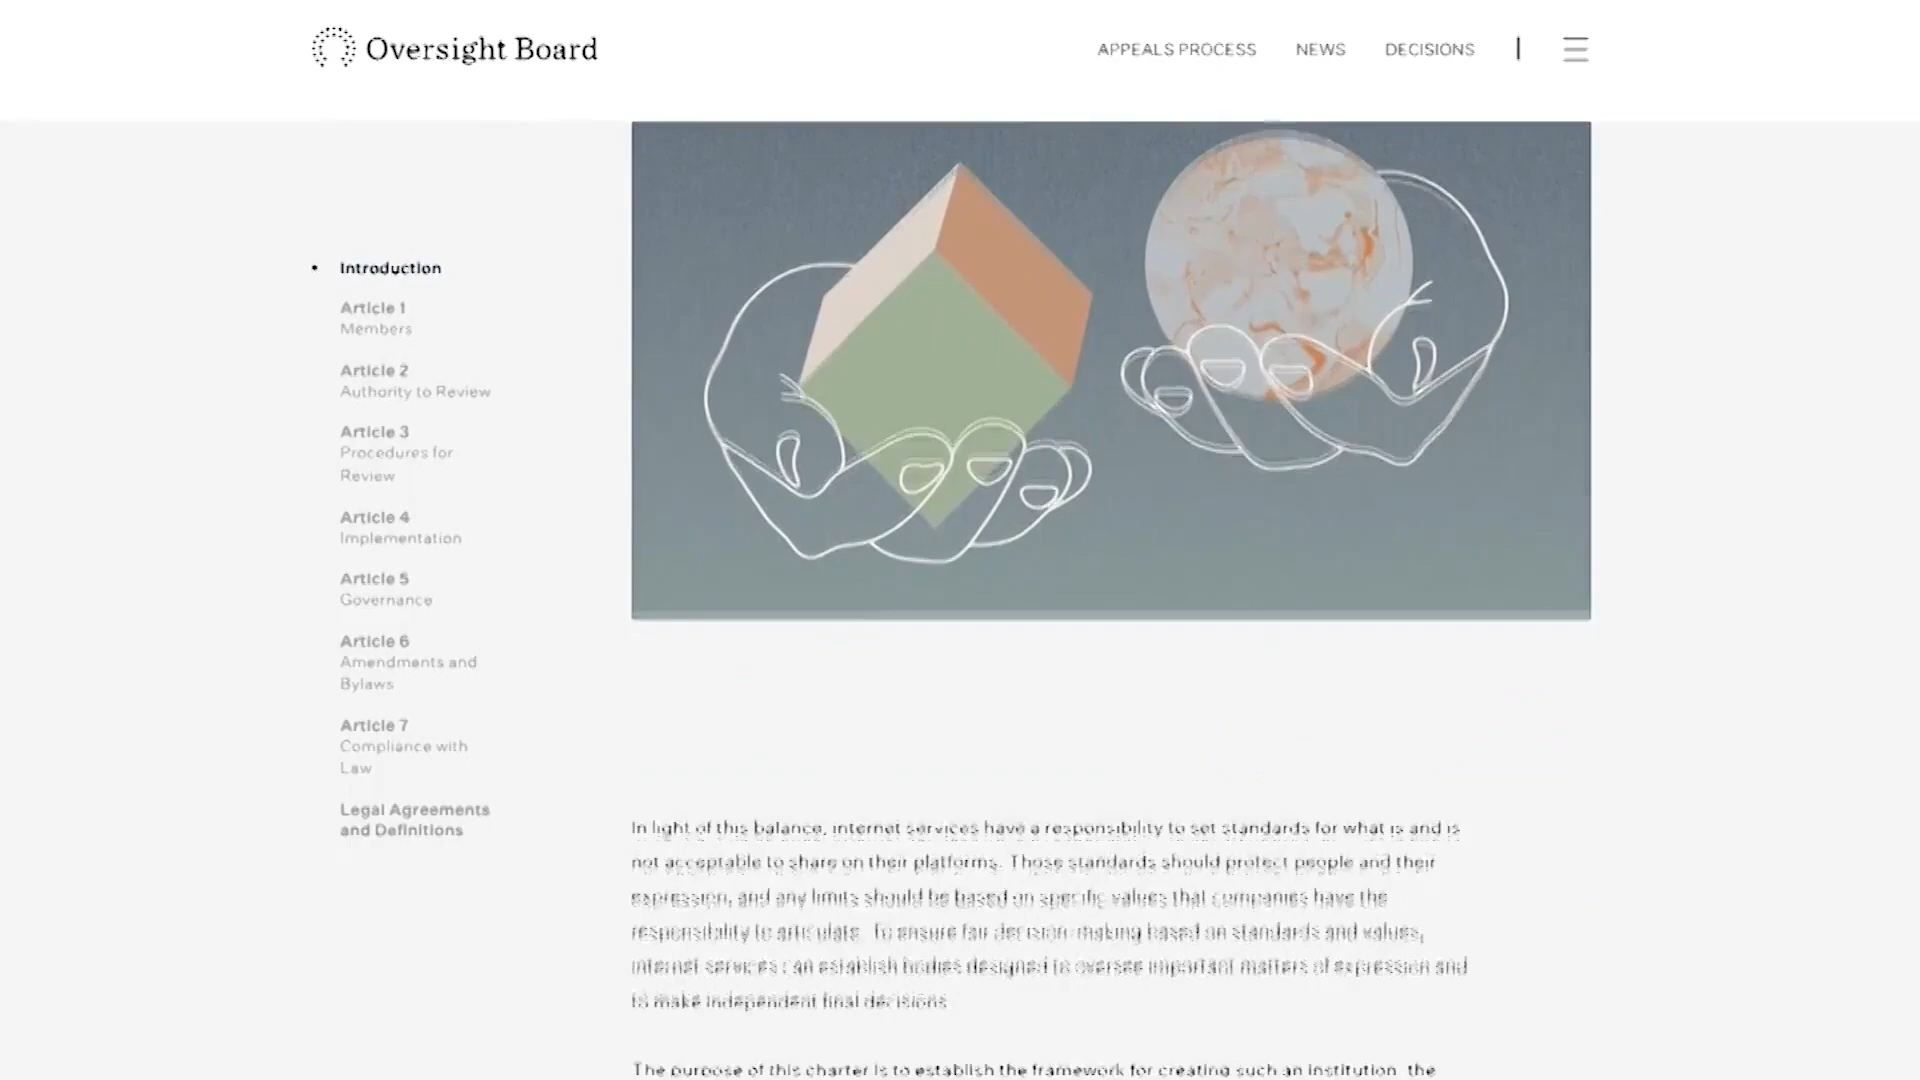 Oversight Board
APPEALS PROCESS
NEWS
DECISIONS
Introduction
Article 1
Members
Article 2
Authority to Review
Article 3
Procedures for
Review
Article 4
Implementation
Article 5
Governance
Article 6
Amendments and
Bylaws
Article 7
Compliance with
Law
Legal Agreements
and Definitions
In light of this balance, internet services have a responsibility to set standards for what is and is
not acceptable to share on their platforms. Those standards should protect people and their
expression, and any limits should be based on specific values that companies have the
responsibility to articulate. To ensure fair decision-making based on standards and values,
internet services can establish bodies designed to oversee important matters of expression and
to make independent final decisions.
The purpose of this charter is to establish the framework for creating such an institution, the